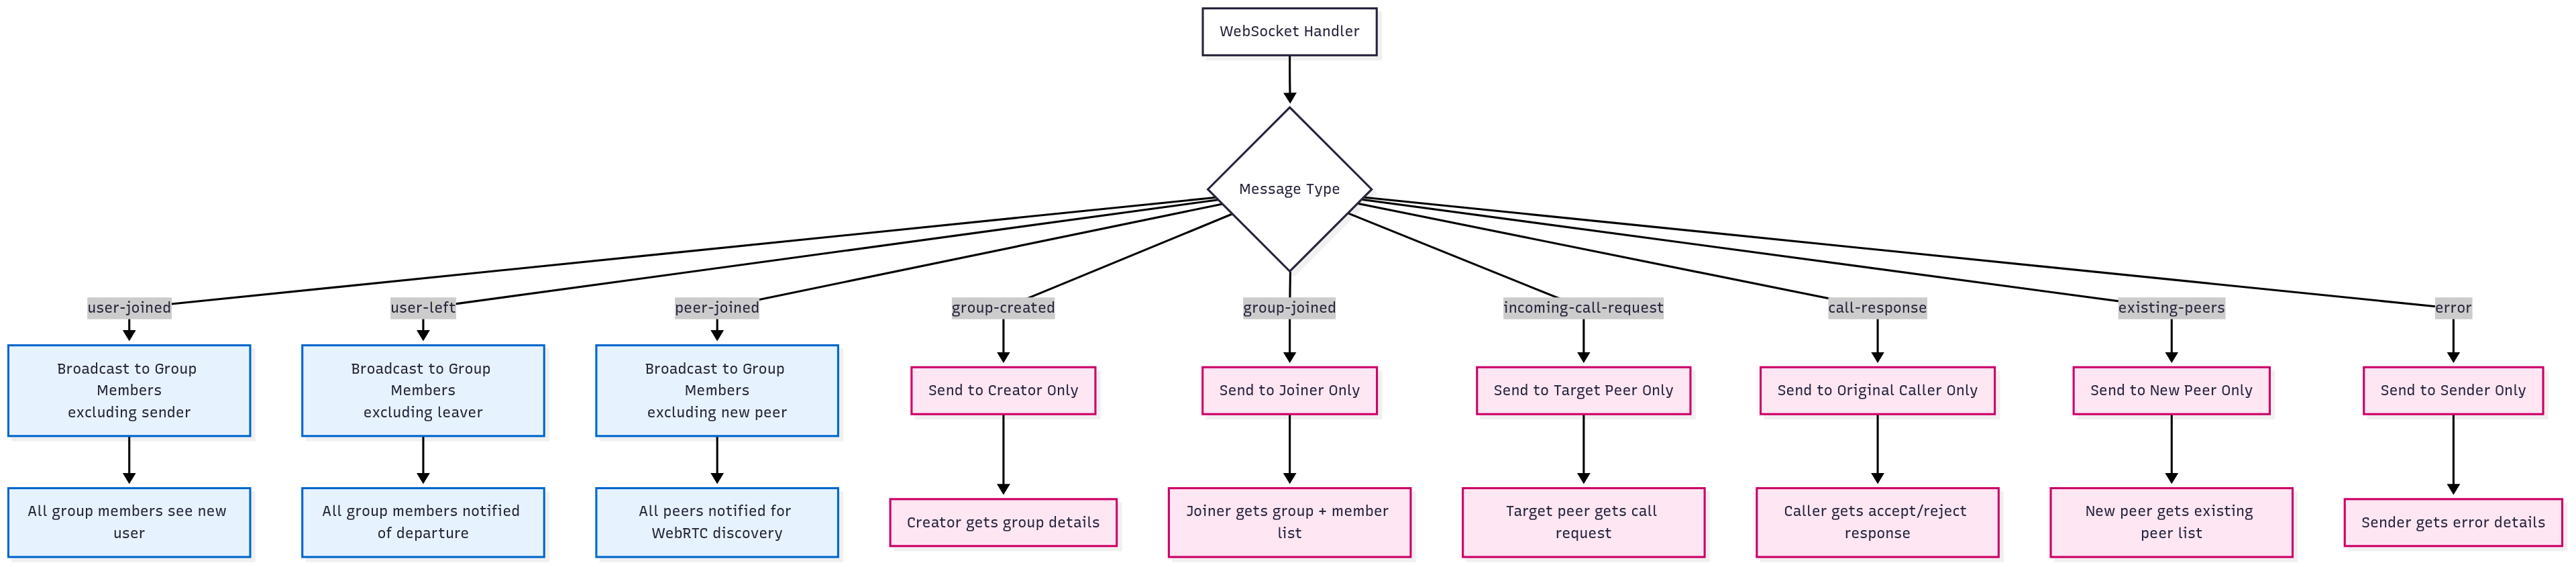 WebSocket Handler
Message Type
user-joined
user-left
peer-joined
group-created
group-joined
incoming-call-request
call-response
existing-peers
error
Broadcast to Group
Members
excluding sender
Broadcast to Group
Members
excluding leaver
Broadcast to Group
Members
excluding new peer
Send to Creator Only
Send to Joiner Only
Send to Target Peer Only
Send to Original Caller Only
Send to New Peer Only
Send to Sender Only
All group members see new
user
All group members notified
of departure
All peers notified for
WebRTC discovery
Creator gets group details
Joiner gets group + member
list
Target peer gets call
request
Caller gets accept/reject
response
New peer gets existing
peer list
Sender gets error details